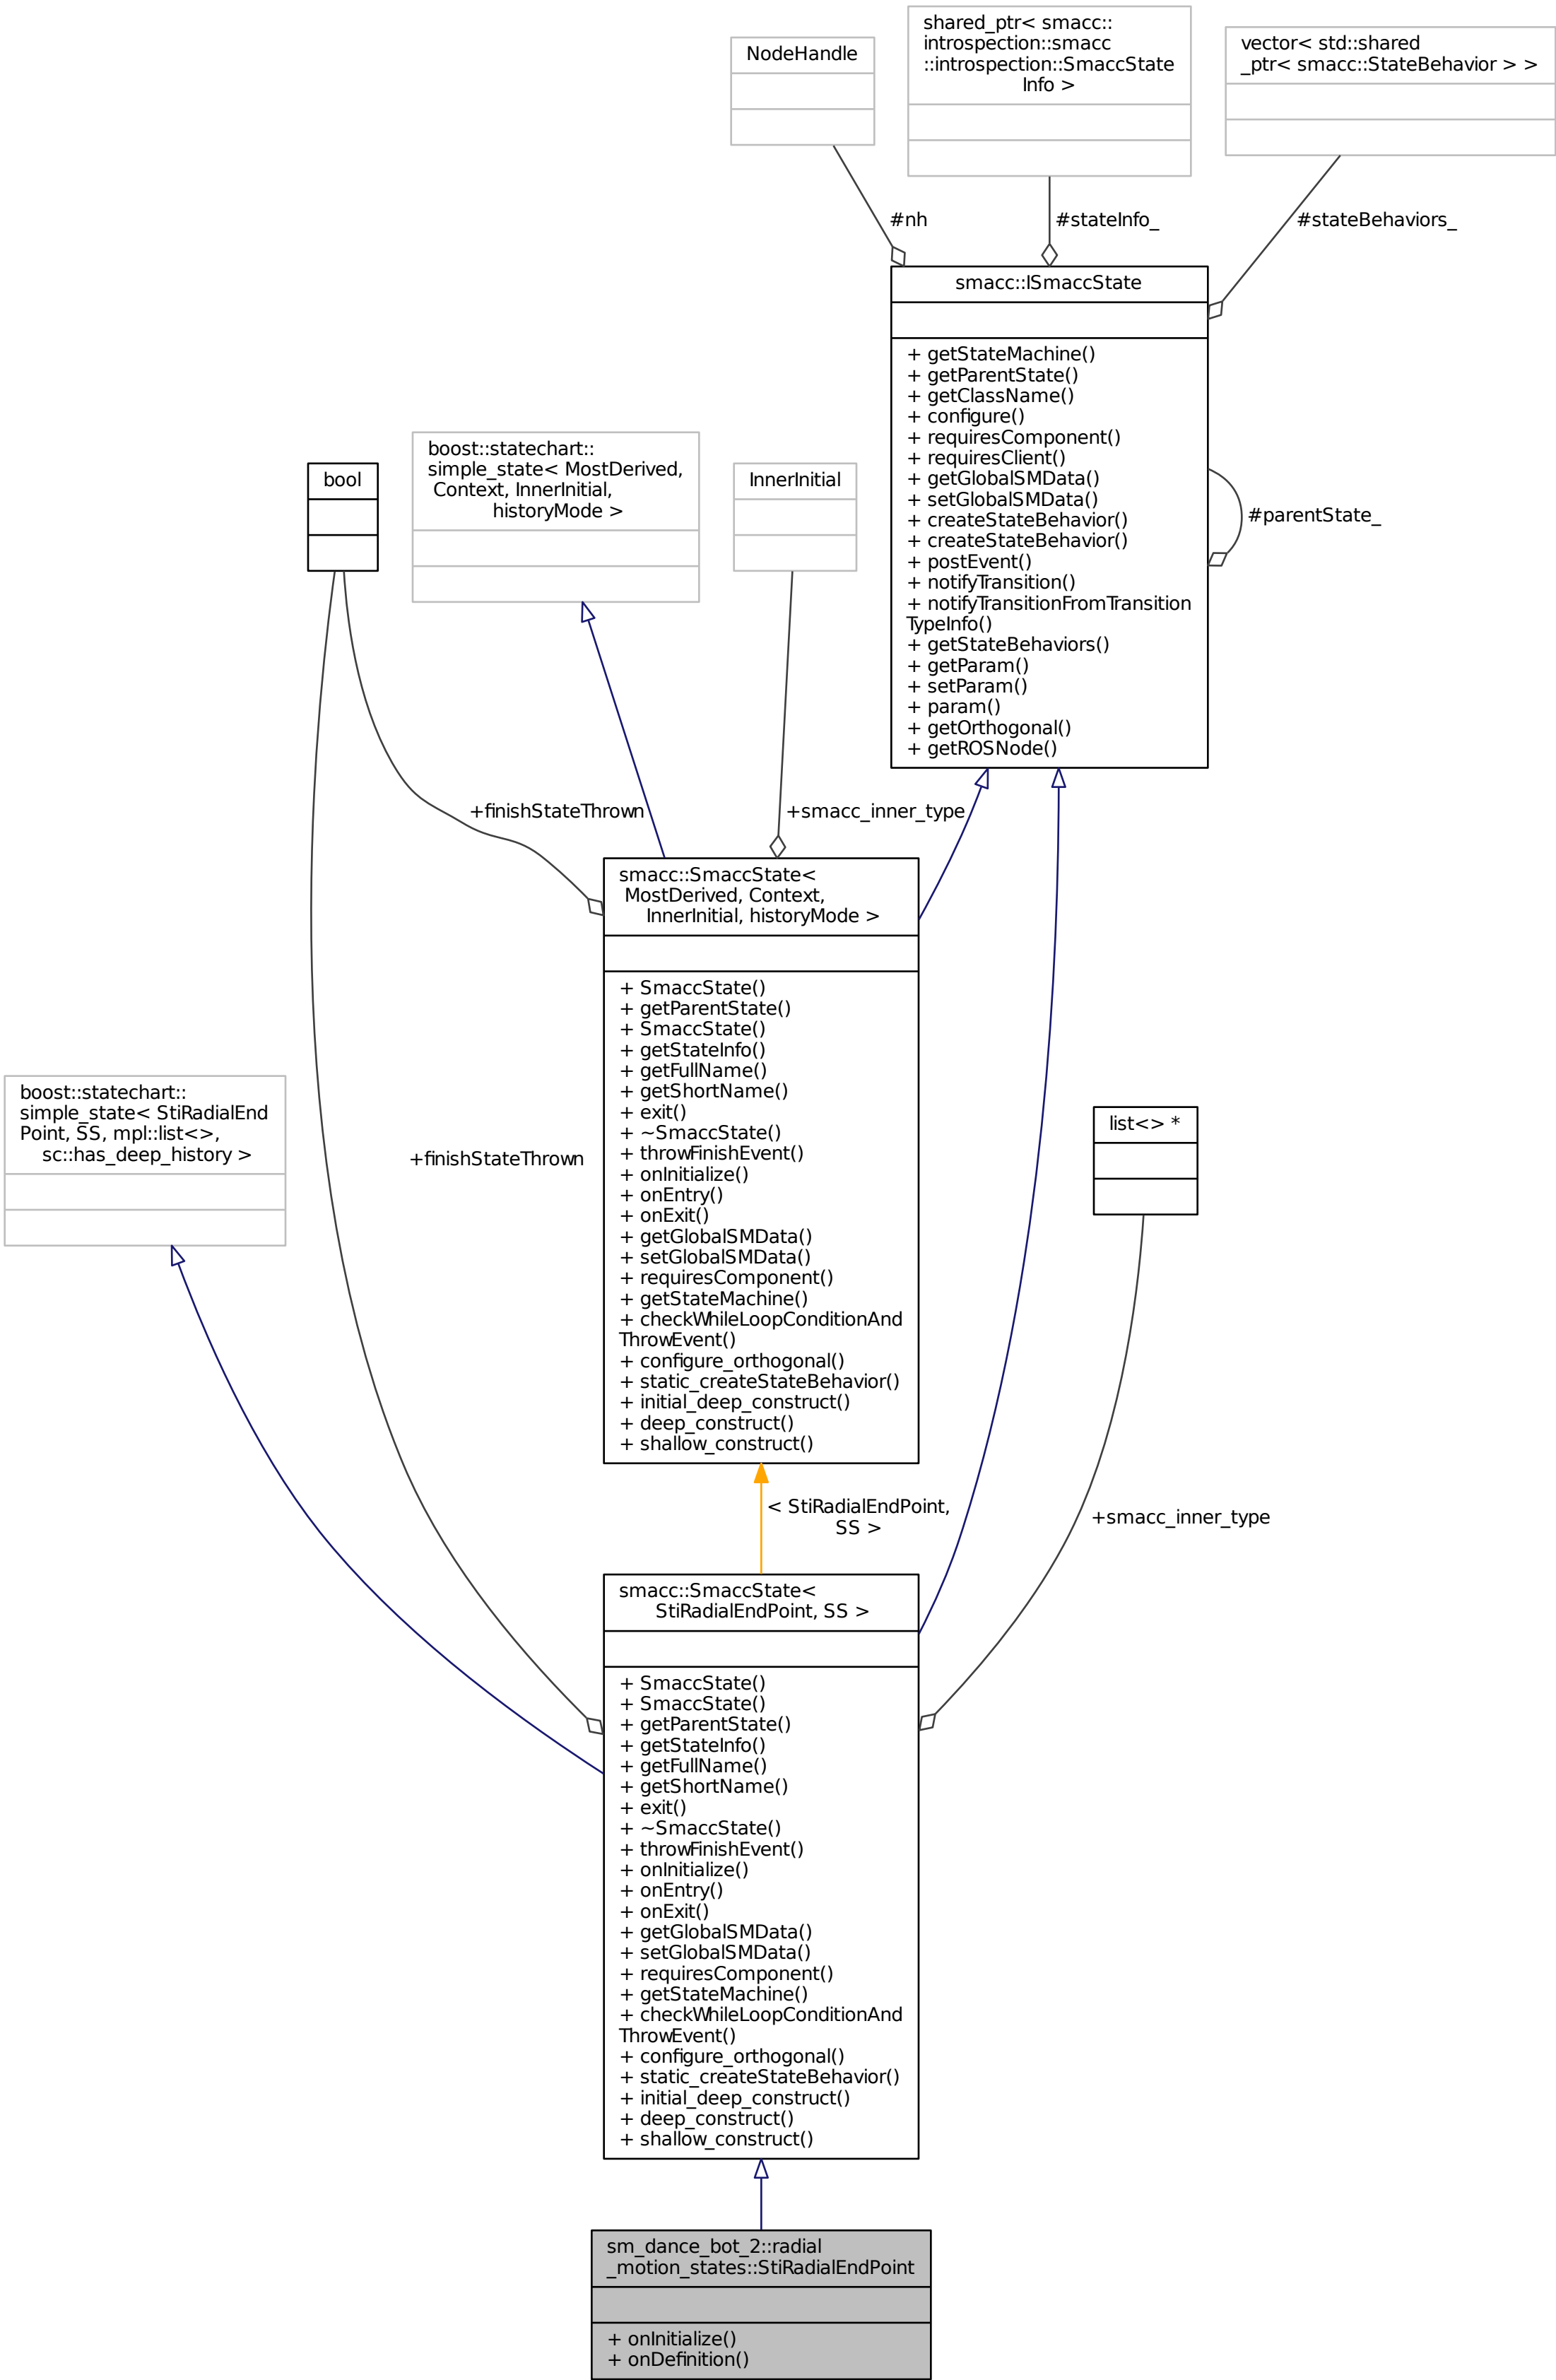 NodeHandle
shared_ptr< smacc::
introspection::smacc
::introspection::SmaccState
Info >
vector< std::shared
_ptr< smacc::StateBehavior > >
#nh
#stateInfo_
#stateBehaviors_
smacc::ISmaccState
+ getStateMachine()
+ getParentState()
+ getClassName()
+ configure()
+ requiresComponent()
+ requiresClient()
+ getGlobalSMData()
+ setGlobalSMData()
+ createStateBehavior()
+ createStateBehavior()
+ postEvent()
+ notifyTransition()
+ notifyTransitionFromTransition
TypeInfo()
+ getStateBehaviors()
+ getParam()
+ setParam()
+ param()
+ getOrthogonal()
+ getROSNode()
#parentState_
bool
boost::statechart::
simple_state< MostDerived,
Context, InnerInitial,
historyMode >
InnerInitial
+finishStateThrown
+smacc_inner_type
smacc::SmaccState<
MostDerived, Context,
InnerInitial, historyMode >
+ SmaccState()
+ getParentState()
+ SmaccState()
+ getStateInfo()
+ getFullName()
+ getShortName()
+ exit()
+ ~SmaccState()
+ throwFinishEvent()
+ onInitialize()
+ onEntry()
+ onExit()
+ getGlobalSMData()
+ setGlobalSMData()
+ requiresComponent()
+ getStateMachine()
+ checkWhileLoopConditionAnd
ThrowEvent()
+ configure_orthogonal()
+ static_createStateBehavior()
+ initial_deep_construct()
+ deep_construct()
+ shallow_construct()
boost::statechart::
simple_state< StiRadialEnd
Point, SS, mpl::list<>,
sc::has_deep_history >
+finishStateThrown
list<> *
< StiRadialEndPoint,
SS >
+smacc_inner_type
smacc::SmaccState<
StiRadialEndPoint, SS >
+ SmaccState()
+ SmaccState()
+ getParentState()
+ getStateInfo()
+ getFullName()
+ getShortName()
+ exit()
+ ~SmaccState()
+ throwFinishEvent()
+ onInitialize()
+ onEntry()
+ onExit()
+ getGlobalSMData()
+ setGlobalSMData()
+ requiresComponent()
+ getStateMachine()
+ checkWhileLoopConditionAnd
ThrowEvent()
+ configure_orthogonal()
+ static_createStateBehavior()
+ initial_deep_construct()
+ deep_construct()
+ shallow_construct()
sm_dance_bot_2::radial
_motion_states::StiRadialEndPoint
+ onInitialize()
+ onDefinition()